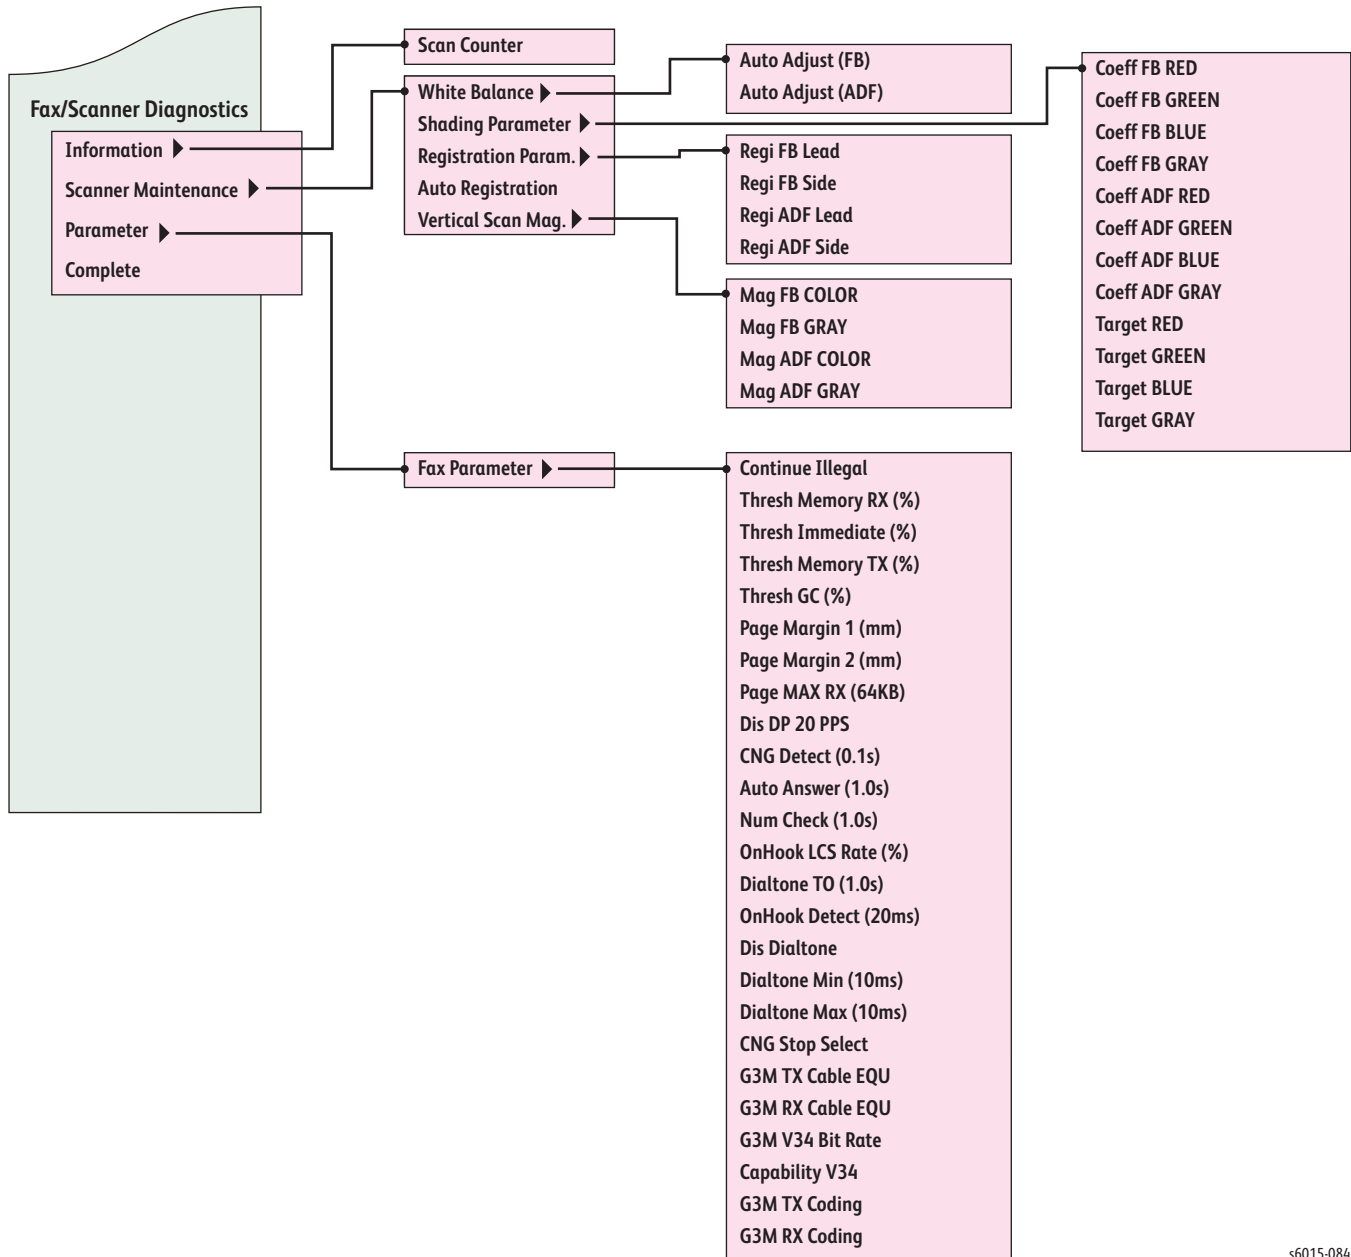 Fax/Scanner Diagnostics
Information
Scanner Maintenance
Parameter
Complete
Scan Counter
White Balance
Shading Parameter
Registration Param.
Auto Registration
Vertical Scan Mag.
Auto Adjust (FB)
Auto Adjust (ADF)
Regi FB Lead
Regi FB Side
Regi ADF Lead
Regi ADF Side
Mag FB COLOR
Mag FB GRAY
Mag ADF COLOR
Mag ADF GRAY
Coeff FB RED
Coeff FB GREEN
Coeff FB BLUE
Coeff FB GRAY
Coeff ADF RED
Coeff ADF GREEN
Coeff ADF BLUE
Coeff ADF GRAY
Target RED
Target GREEN
Target BLUE
Target GRAY
Fax Parameter
Continue Illegal
Thresh Memory RX (%)
Thresh Immediate (%)
Thresh Memory TX (%)
Thresh GC (%)
Page Margin 1 (mm)
Page Margin 2 (mm)
Page MAX RX (64KB)
Dis DP 20 PPS
CNG Detect (0.1s)
Auto Answer (1.0s)
Num Check (1.0s)
OnHook LCS Rate (%)
Dialtone TO (1.0s)
OnHook Detect (20ms)
Dis Dialtone
Dialtone Min (10ms)
Dialtone Max (10ms)
CNG Stop Select
G3M TX Cable EQU
G3M RX Cable EQU
G3M V34 Bit Rate
Capability V34
G3M TX Coding
G3M RX Coding
s6015-084